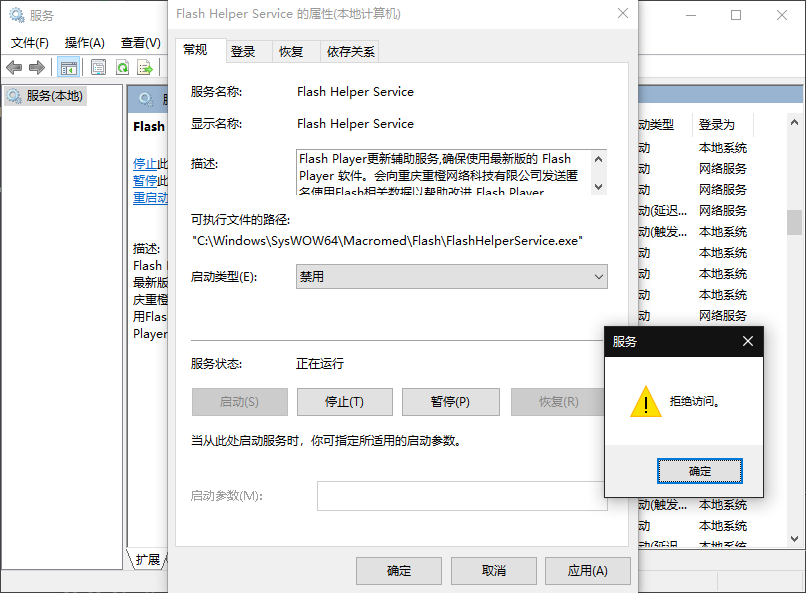 服务
文件(F) 操作(A) 查看(V)
服务(本地)
Flash
停止此
暂停此
重启动
描述:
Flash
最新版
庆重橙
用Flas
Player
扩展
Flash Helper Service 的属性(本地计算机)
常规 登录 恢复 依存关系
服务名称: Flash Helper Service
显示名称: Flash Helper Service
描述: Flash Player更新辅助服务,确保使用最新版的 Flash
Player 软件。会向重庆重橙网络科技有限公司发送匿
名使用Flash相关数据以帮助改进 Flash Player
可执行文件的路径:
"C:\Windows\SysWOW64\Macromed\Flash\FlashHelperService.exe"
启动类型(E): 禁用
服务状态: 正在运行
启动(S) 停止(T) 暂停(P) 恢复(R)
当从此处启动服务时，你可指定所适用的启动参数。
启动参数(M):
确定 取消 应用(A)
动类型 登录为
动 本地系统
动 网络服务
动 网络服务
动(延迟... 网络服务
动(触发... 本地系统
动 本地系统
动 本地系统
动 本地系统
动 网络服务
服务
拒绝访问。
确定
动(触发... 本地系统
动 本地系统
动(延迟 本地系统